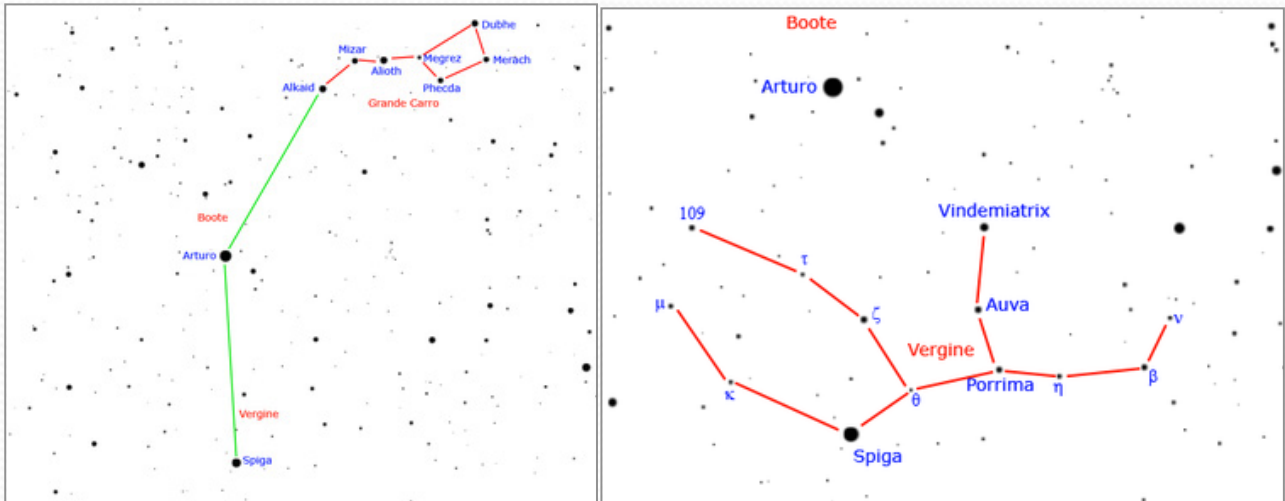 Dubhe
Mizar
Megrez
Merach
Alioth
Alkaid
Phecda
Grande Carro
Boote
Arturo
Vergine
Spiga
Boote
Arturo
109
Vindemiatrix
τ
μ
Auva
ζ
ν
Vergine
Porrima
η
β
κ
θ
Spiga